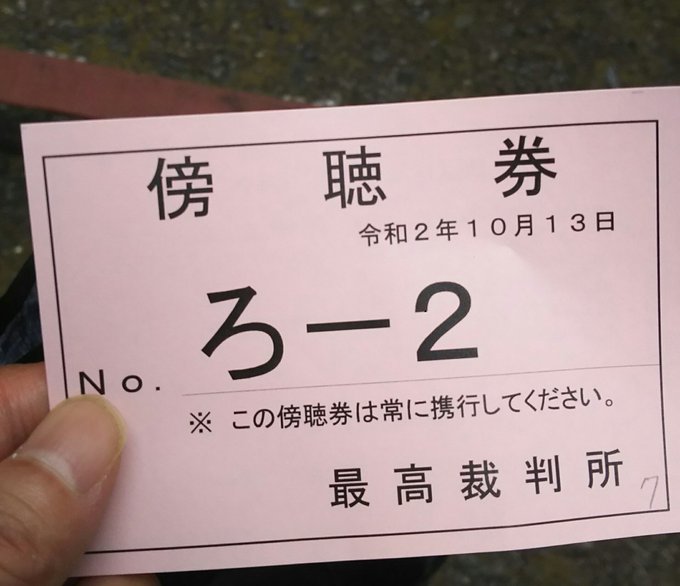 傍聴券
令和2年10月13日
No. ろー2
※ この傍聴券は常に携行してください。
最高裁判所
7